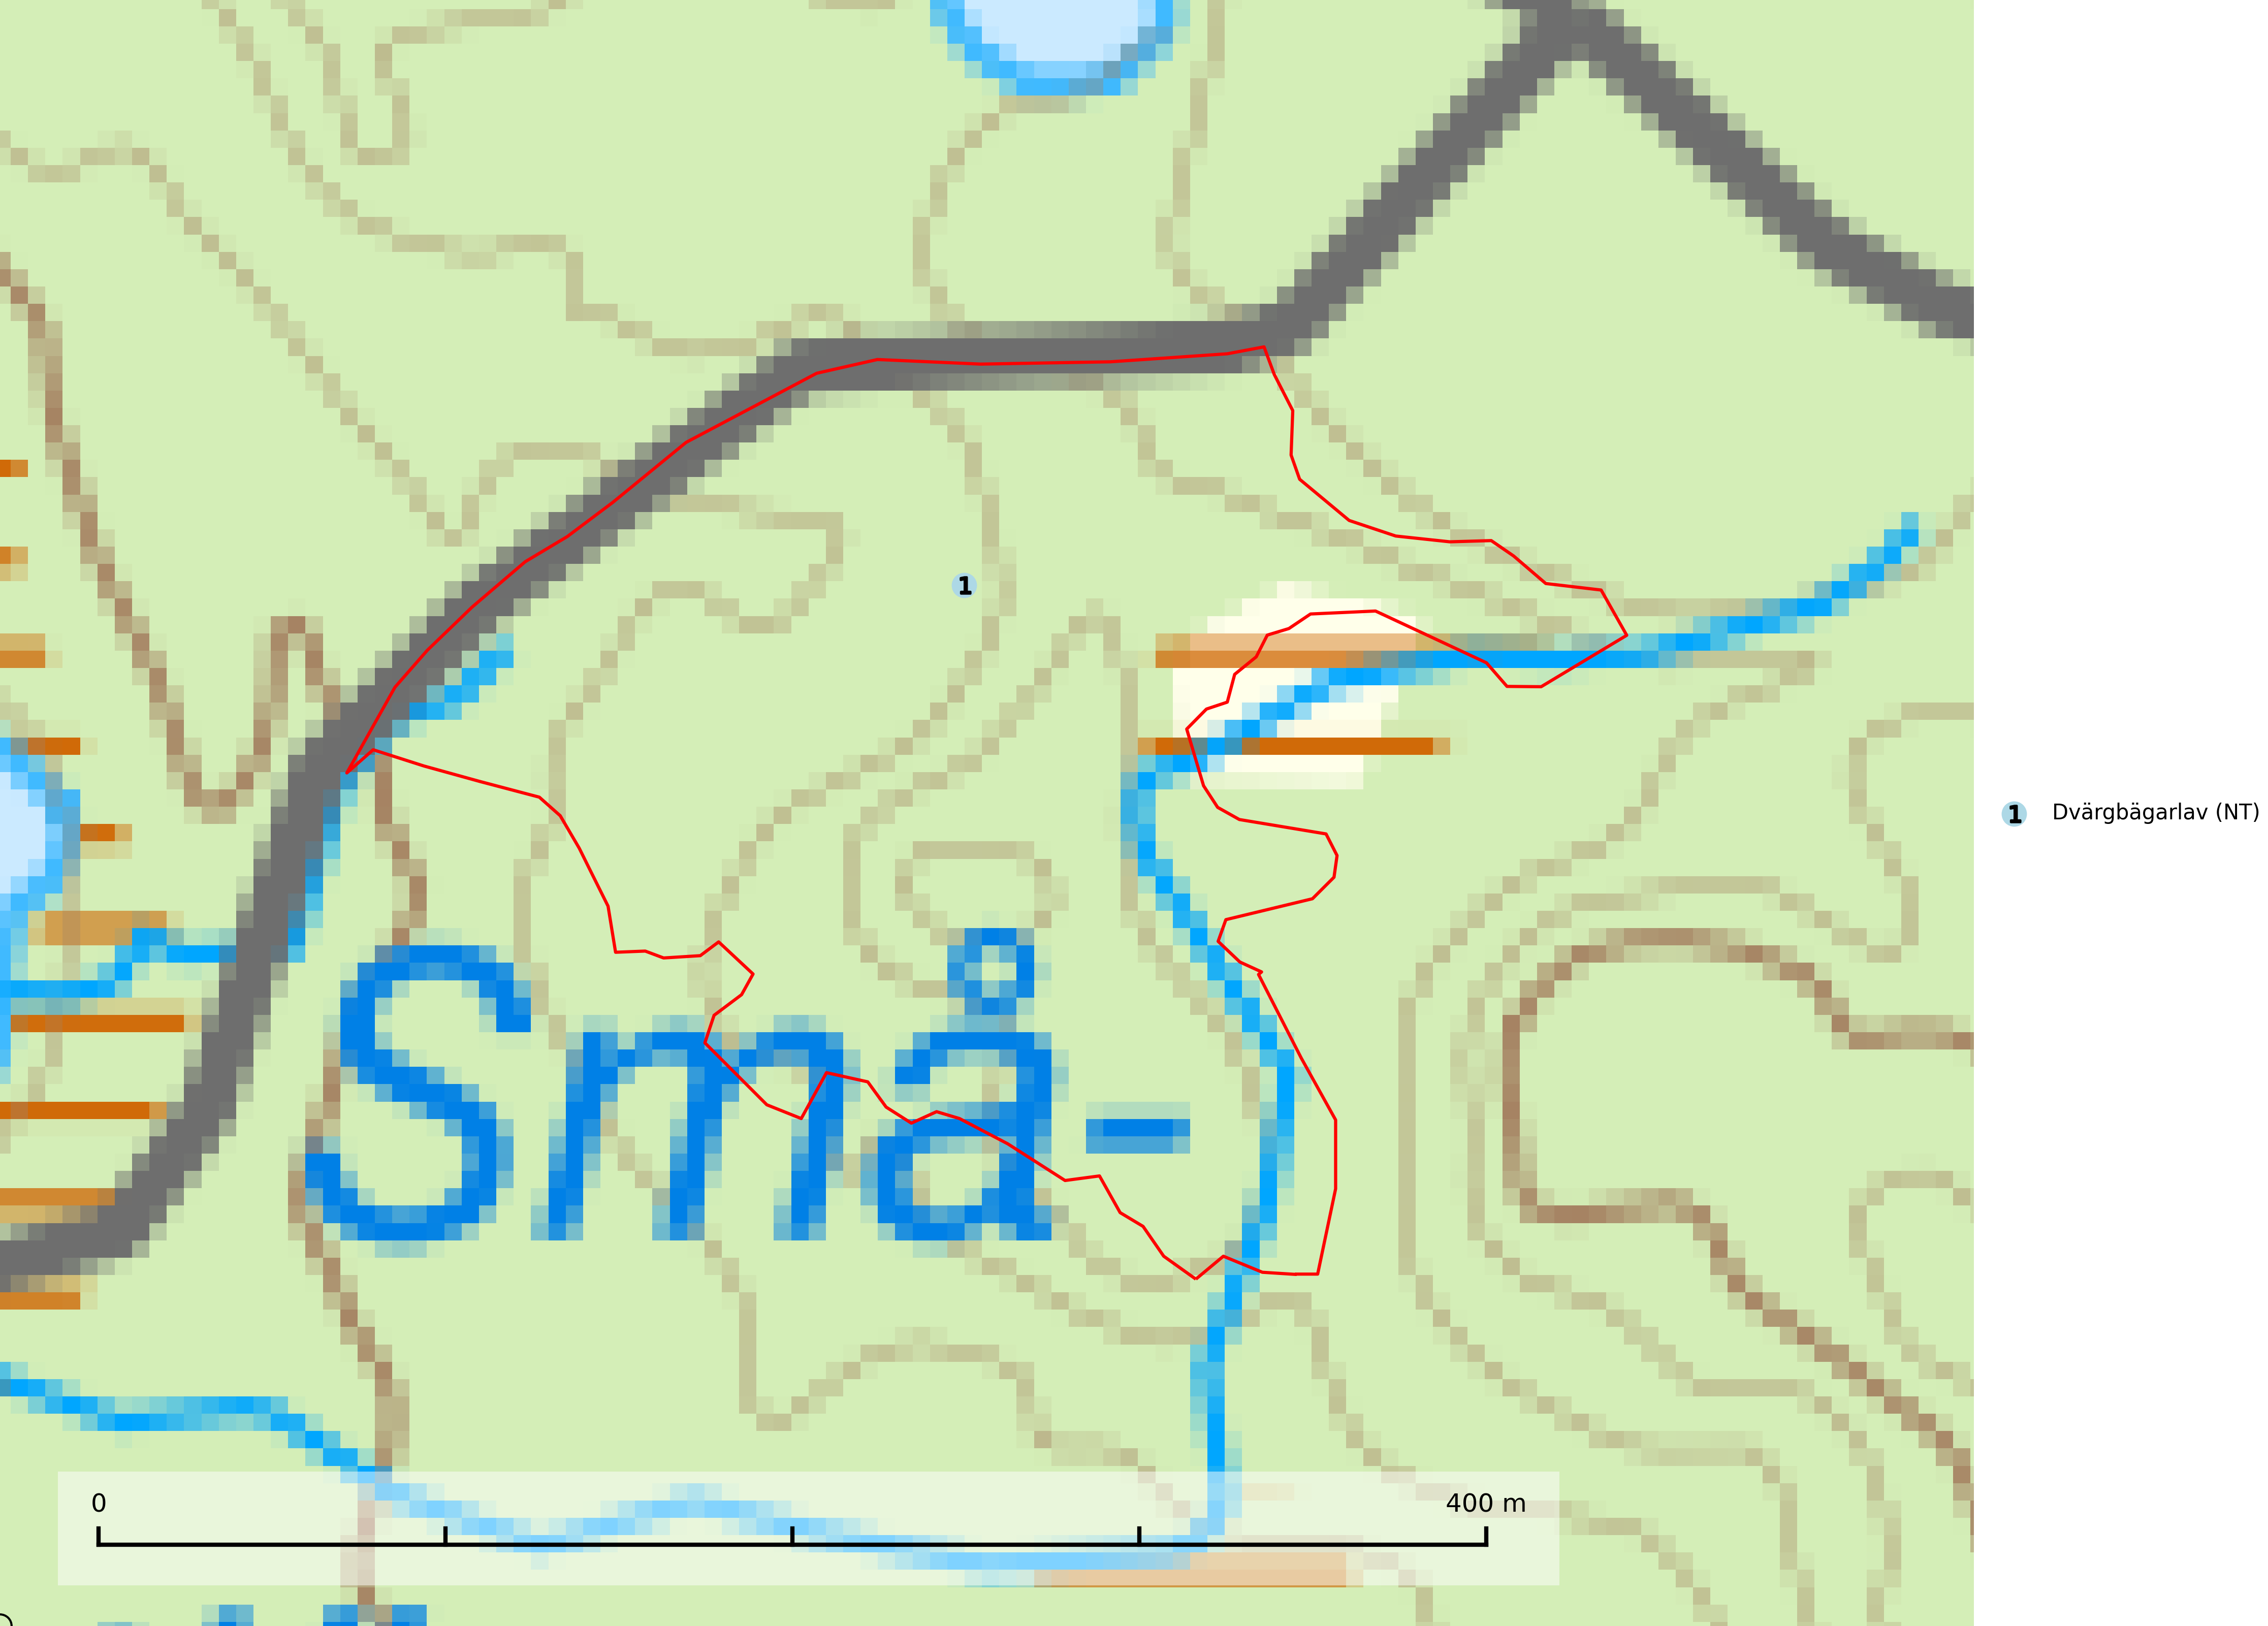 1
1 Dvärgbägarlav (NT)
Små-
0 400 m